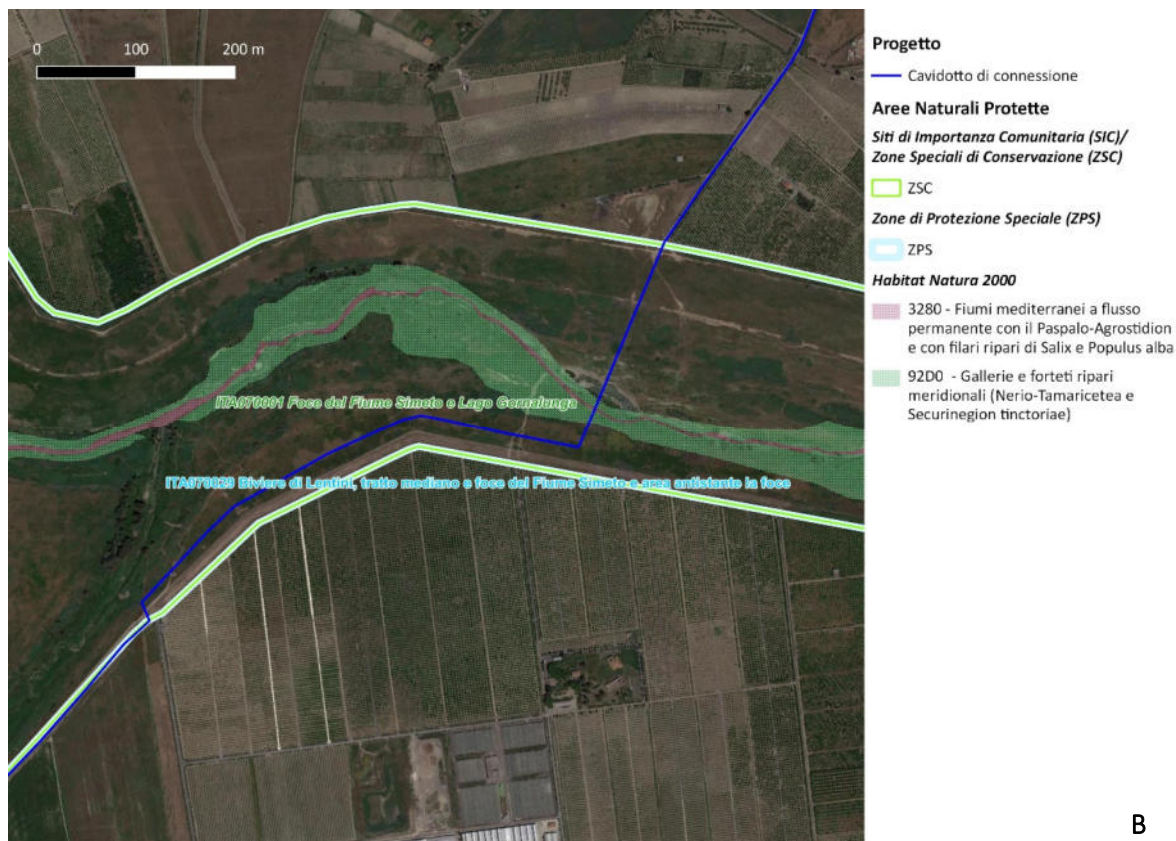 0 100 200 m
ITA070001 Foce del Fiume Simeto e Lago Gornalunga
ITA070029 Biviere di Lentini, tratto mediano e foce del Fiume Simeto e area antistante la foce
Progetto
Cavidotto di connessione
Aree Naturali Protette
Siti di Importanza Comunitaria (SIC)/
Zone Speciali di Conservazione (ZSC)
ZSC
Zone di Protezione Speciale (ZPS)
ZPS
Habitat Natura 2000
3280 - Fiumi mediterranei a flusso
permanente con il Paspalo-Agrostidion
e con filari ripari di Salix e Populus alba
92D0 - Gallerie e forteti ripari
meridionali (Nerio-Tamaricetea e
Securinegion tinctoriae)
B